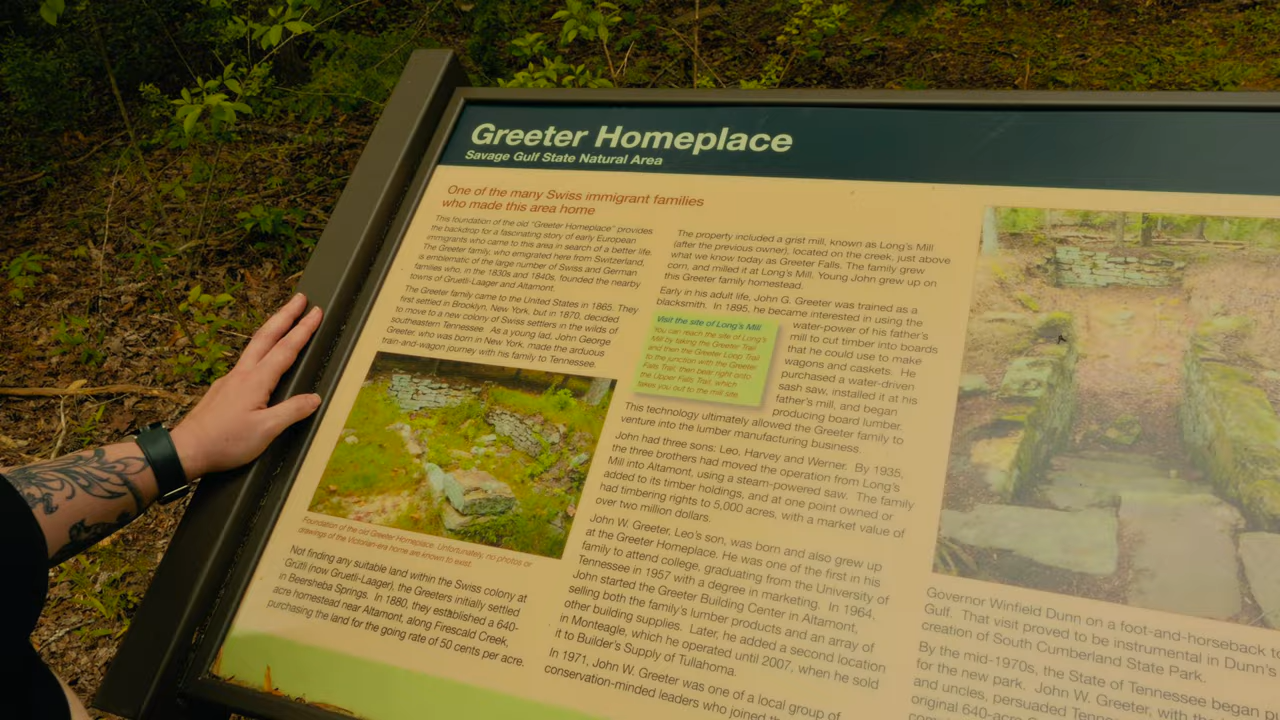 Greeter Homeplace
Savage Gulf State Natural Area
One of the many Swiss immigrant families
who made this area home
This foundation of the old "Greeter Homeplace" provides
the backdrop for a fascinating story of early European
immigrants who came to this area in search of a better life.
The Greeter family, who emigrated here from Switzerland,
is emblematic of the large number of Swiss and German
families who, in the 1830s and 1840s, founded the nearby
towns of Gruetli-Laager and Altamont.
The Greeter family came to the United States in 1865. They
first settled in Brooklyn, New York, but in 1870, decided
to move to a new colony of Swiss settlers in the wilds of
southeastern Tennessee. As a young lad, John George
Greeter, who was born in New York, made the arduous
train-and-wagon journey with his family to Tennessee.
Foundation of the old Greeter Homeplace. Unfortunately, no photos or
drawings of the Victorian-era home are known to exist.
Not finding any suitable land within the Swiss colony at
Grütli (now Gruetli-Laager), the Greeters initially settled
in Beersheba Springs. In 1880, they established a 640-
acre homestead near Altamont, along Firescald Creek,
purchasing the land for the going rate of 50 cents per acre.
The property included a grist mill, known as Long's Mill
(after the previous owner), located on the creek, just above
what we know today as Greeter Falls. The family grew
corn, and milled it at Long's Mill. Young John grew up on
this Greeter family homestead.
Early in his adult life, John G. Greeter was trained as a
blacksmith. In 1895, he became interested in using the
water-power of his father's
mill to cut timber into boards
that he could use to make
wagons and caskets. He
purchased a water-driven
sash saw, installed it at his
father's mill, and began
producing board lumber.
Visit the site of Long's Mill
You can reach the site of Long's
Mill by taking the Greeter Trail
and then the Greeter Loop Trail
to the junction with the Greeter
Falls Trail, then bear right onto
the Upper Falls Trail, which
takes you out to the mill site.
This technology ultimately allowed the Greeter family to
venture into the lumber manufacturing business.
John had three sons: Leo, Harvey and Werner. By 1935,
the three brothers had moved the operation from Long's
Mill into Altamont, using a steam-powered saw. The family
added to its timber holdings, and at one point owned or
had timbering rights to 5,000 acres, with a market value of
over two million dollars.
John W. Greeter, Leo's son, was born and also grew up
at the Greeter Homeplace. He was one of the first in his
family to attend college, graduating from the University of
Tennessee in 1957 with a degree in marketing. In 1964,
John started the Greeter Building Center in Altamont,
selling both the family's lumber products and an array of
other building supplies. Later, he added a second location
in Monteagle, which he operated until 2007, when he sold
it to Builder's Supply of Tullahoma.
In 1971, John W. Greeter was one of a local group of
conservation-minded leaders who joined
Governor Winfield Dunn on a foot-and-horseback
Gulf. That visit proved to be instrumental in Dunn's
creation of South Cumberland State Park.
By the mid-1970s, the State of Tennessee began
for the new park. John W. Greeter, with
and uncles, persuaded
original 640-acre